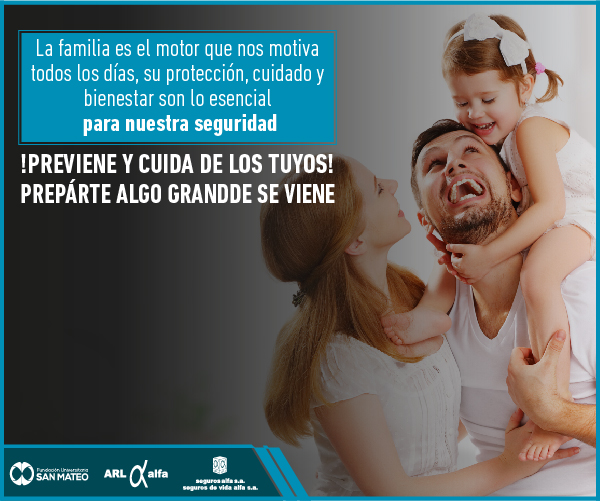 La familia es el motor que nos motiva
todos los días, su protección, cuidado y
bienestar son lo esencial
para nuestra seguridad
!PREVIENE Y CUIDA DE LOS TUYOS!
PREPÁRTE ALGO GRANDDE SE VIENE
Fundación Universitaria
SAN MATEO
ARL alfa
seguros alfa s.a.
seguros de vida alfa s.a.